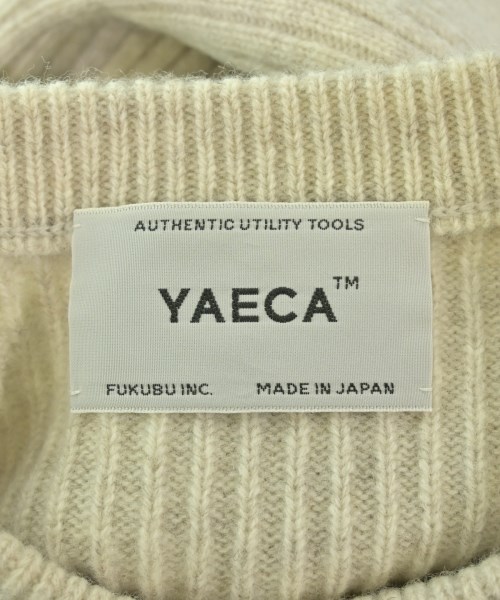 AUTHENTIC UTILITY TOOLS
YAECA™
FUKUBU INC. MADE IN JAPAN